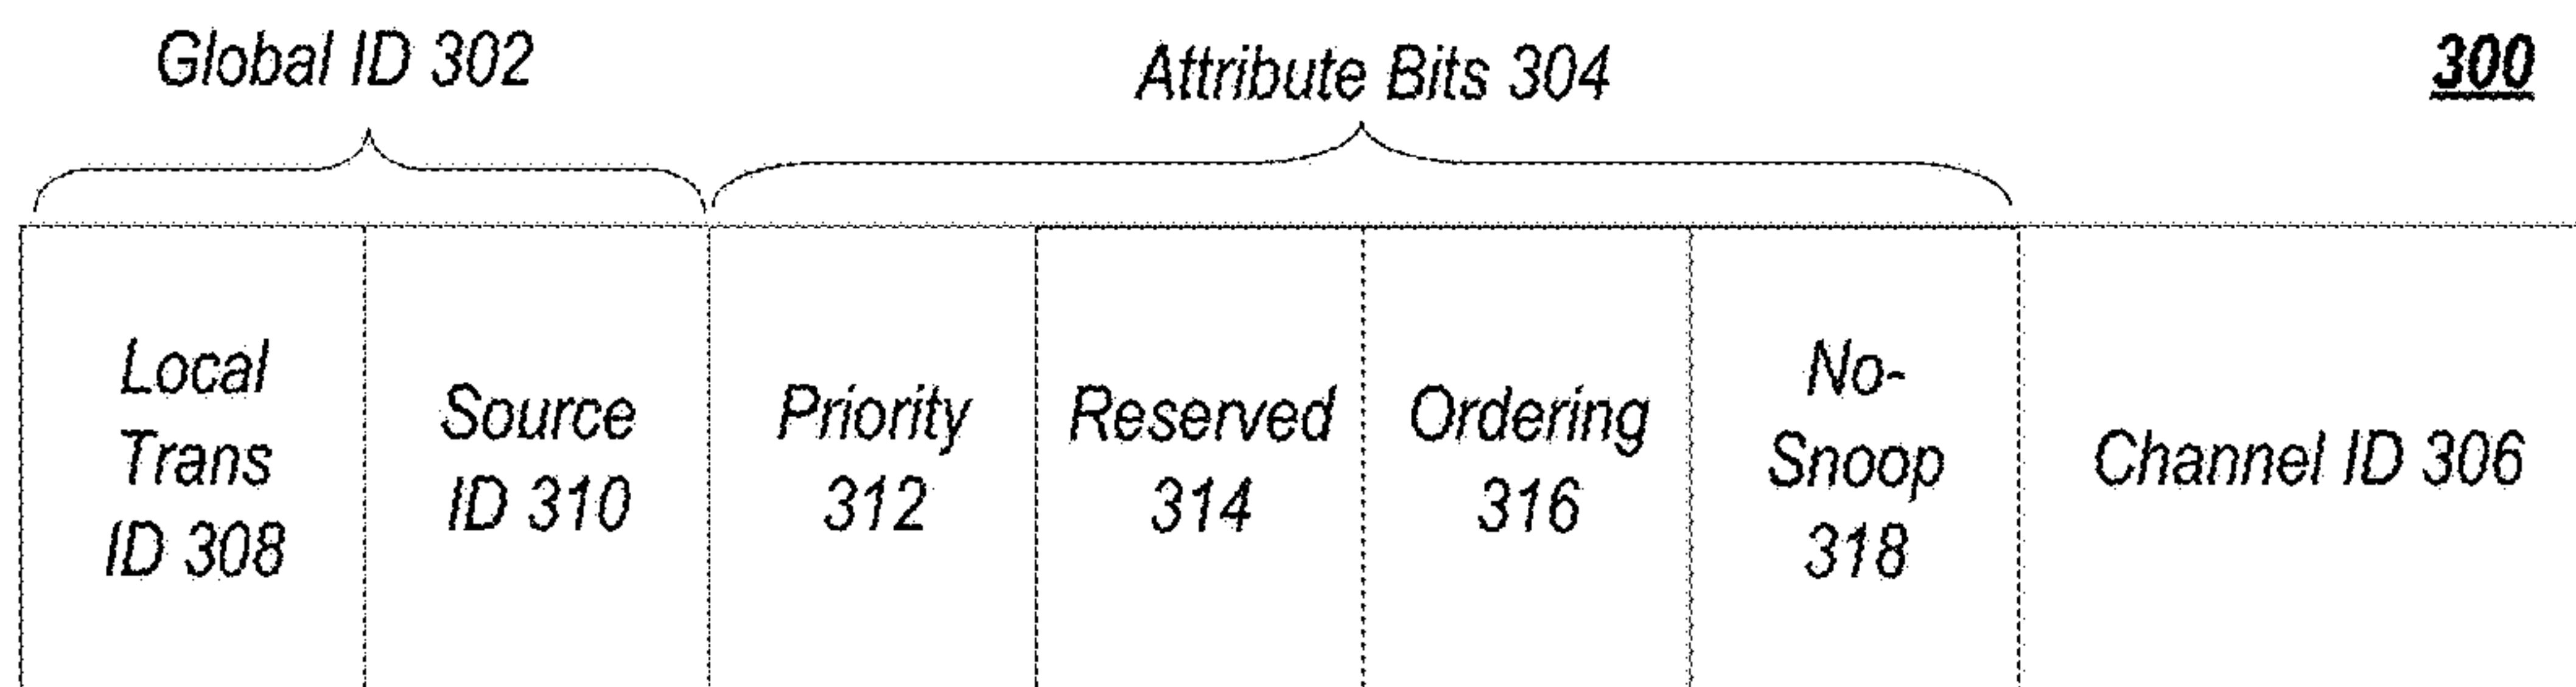 Global ID 302
Attribute Bits 304
300
Local
Trans
ID 308
Source
ID 310
Priority
312
Reserved
314
Ordering
316
No-
Snoop
318
Channel ID 306